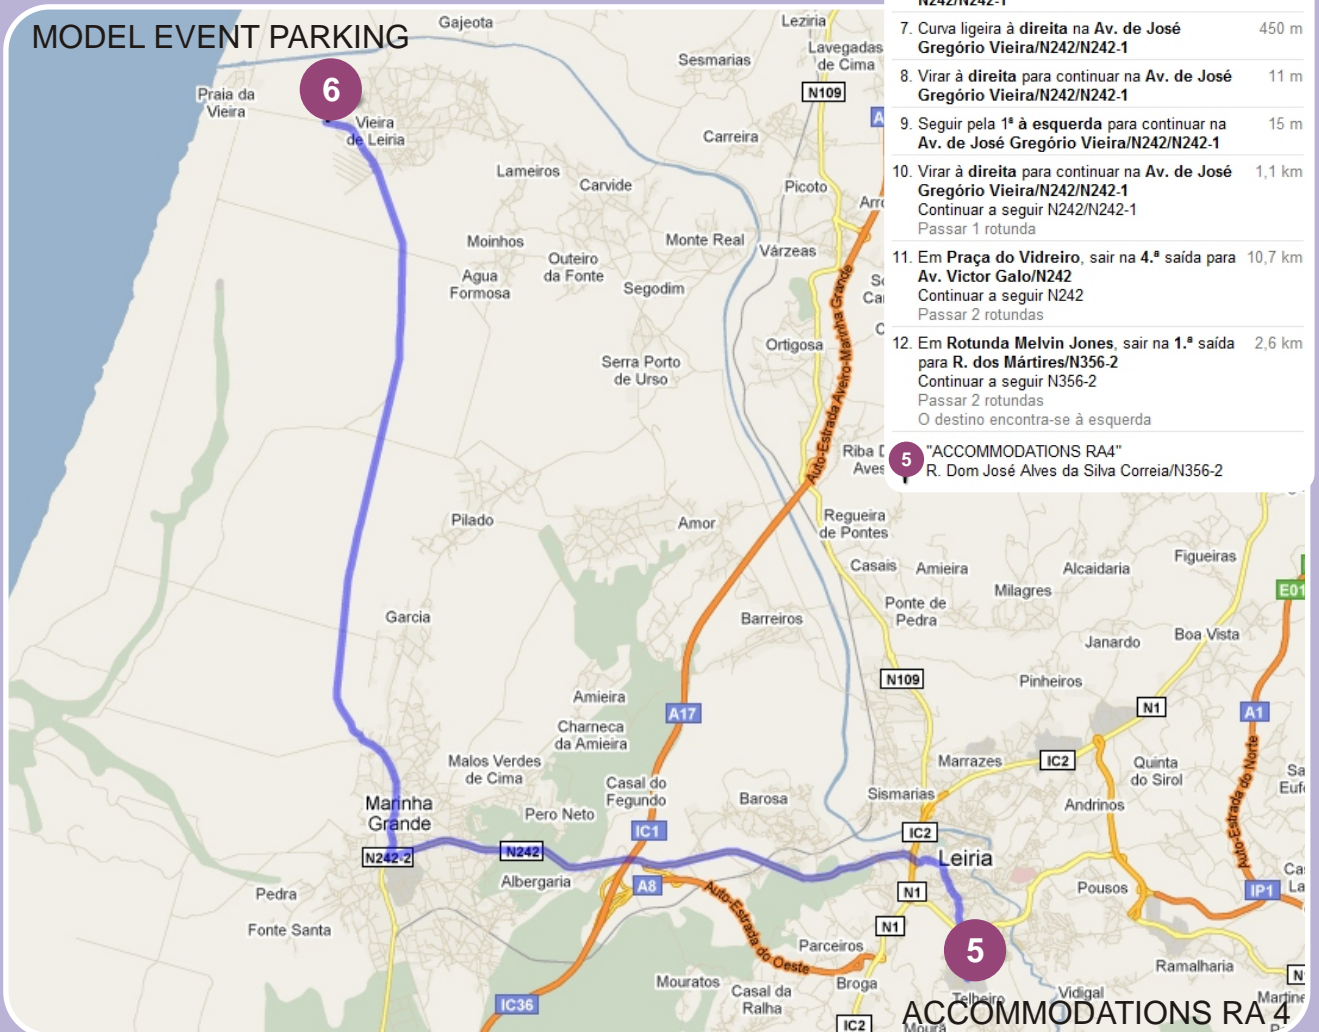 MODEL EVENT PARKING
6
N242/N242-1
7. Curva ligeira à direita na Av. de José 450 m
Gregório Vieira/N242/N242-1
8. Virar à direita para continuar na Av. de José 11 m
Gregório Vieira/N242/N242-1
9. Seguir pela 1ª à esquerda para continuar na 15 m
Av. de José Gregório Vieira/N242/N242-1
10. Virar à direita para continuar na Av. de José 1,1 km
Gregório Vieira/N242/N242-1
Continuar a seguir N242/N242-1
Passar 1 rotunda
11. Em Praça do Vidreiro, sair na 4.ª saída para 10,7 km
Av. Victor Galo/N242
Continuar a seguir N242
Passar 2 rotundas
12. Em Rotunda Melvin Jones, sair na 1.ª saída 2,6 km
para R. dos Mártires/N356-2
Continuar a seguir N356-2
Passar 2 rotundas
O destino encontra-se à esquerda
5 "ACCOMMODATIONS RA4"
R. Dom José Alves da Silva Correia/N356-2
Gajeota
Leziria
Sesmarias
Lavegadas
de Cima
N109
Praia da
Vieira
Vieira
de Leiria
Carreira
Lameiros
Carvide
Picoto
Moinhos
Monte Real
Várzeas
Outeiro
da Fonte
Agua
Formosa
Segodim
Auto-Estrada Aveiro-Marinha Grande
Ortigosa
Serra Porto
de Urso
Pilado
Amor
Regueira
de Pontes
Casais
Amieira
Alcaidaria
Figueiras
Milagres
E01
Ponte de
Pedra
Garcia
Barreiros
Janardo
Boa Vista
N109
Pinheiros
Amieira
A17
N1
A1
Charneca
da Amieira
Malos Verdes
de Cima
Marrazes
IC2
Quinta
do Sirol
Auto-Estrada do Norte
Casal do
Fegundo
Barosa
Sismarias
Andrinos
Marinha
Grande
Pero Neto
IC1
IC2
N242-2
N242
Leiria
Albergaria
A8
N1
Pousos
IP1
Pedra
Auto-Estrada do Oeste
Fonte Santa
N1
Parceiros
5
Ramalharia
Mouratos
Casal da
Ralha
Broga
Telheiro
Vidigal
IC36
IC2
ACCOMMODATIONS RA 4